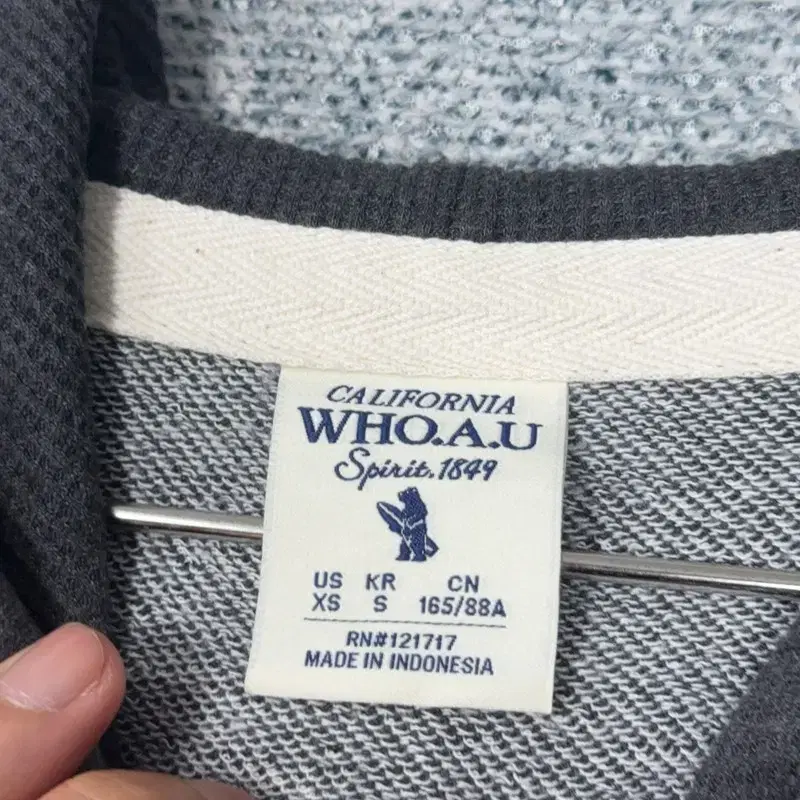 CALIFORNIA
WHO.A.U
Spirit.1849
US KR CN
XS S 165/88A
RN#121717
MADE IN INDONESIA